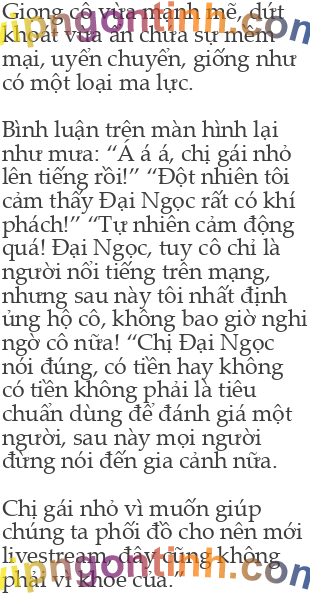 Giọng cô vừa mạnh mẽ, dứt
khoát vừa ẩn chứa sự mềm
mại, uyển chuyển, giống như
có một loại ma lực.
Bình luận trên màn hình lại
như mưa: “Á á á, chị gái nhỏ
lên tiếng rồi!” “Đột nhiên tôi
cảm thấy Đại Ngọc rất có khí
phách!” “Tự nhiên cảm động
quá! Đại Ngọc, tuy cô chỉ là
người nổi tiếng trên mạng,
nhưng sau này tôi nhất định
ủng hộ cô, không bao giờ nghi
ngờ cô nữa! “Chị Đại Ngọc
nói đúng, có tiền hay không
có tiền không phải là tiêu
chuẩn dùng để đánh giá một
người, sau này mọi người
đừng nói đến gia cảnh nữa.
Chị gái nhỏ vì muốn giúp
chúng ta phối đồ cho nên mới
livestream, đây cũng không
phải vì khoe của.”
vipngontinh.com
vipngontinh.com